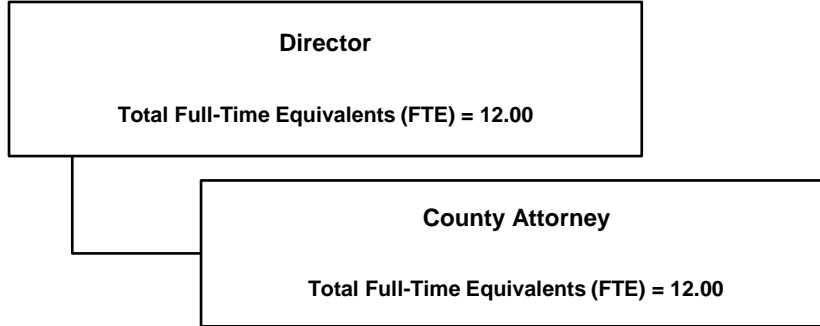 Director
Total Full-Time Equivalents (FTE) = 12.00
County Attorney
Total Full-Time Equivalents (FTE) = 12.00